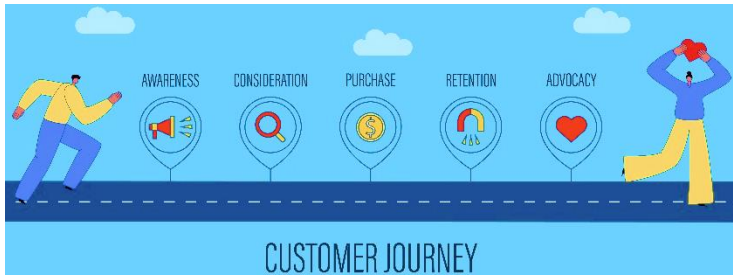 AWARENESS CONSIDERATION PURCHASE RETENTION ADVOCACY
$
CUSTOMER JOURNEY